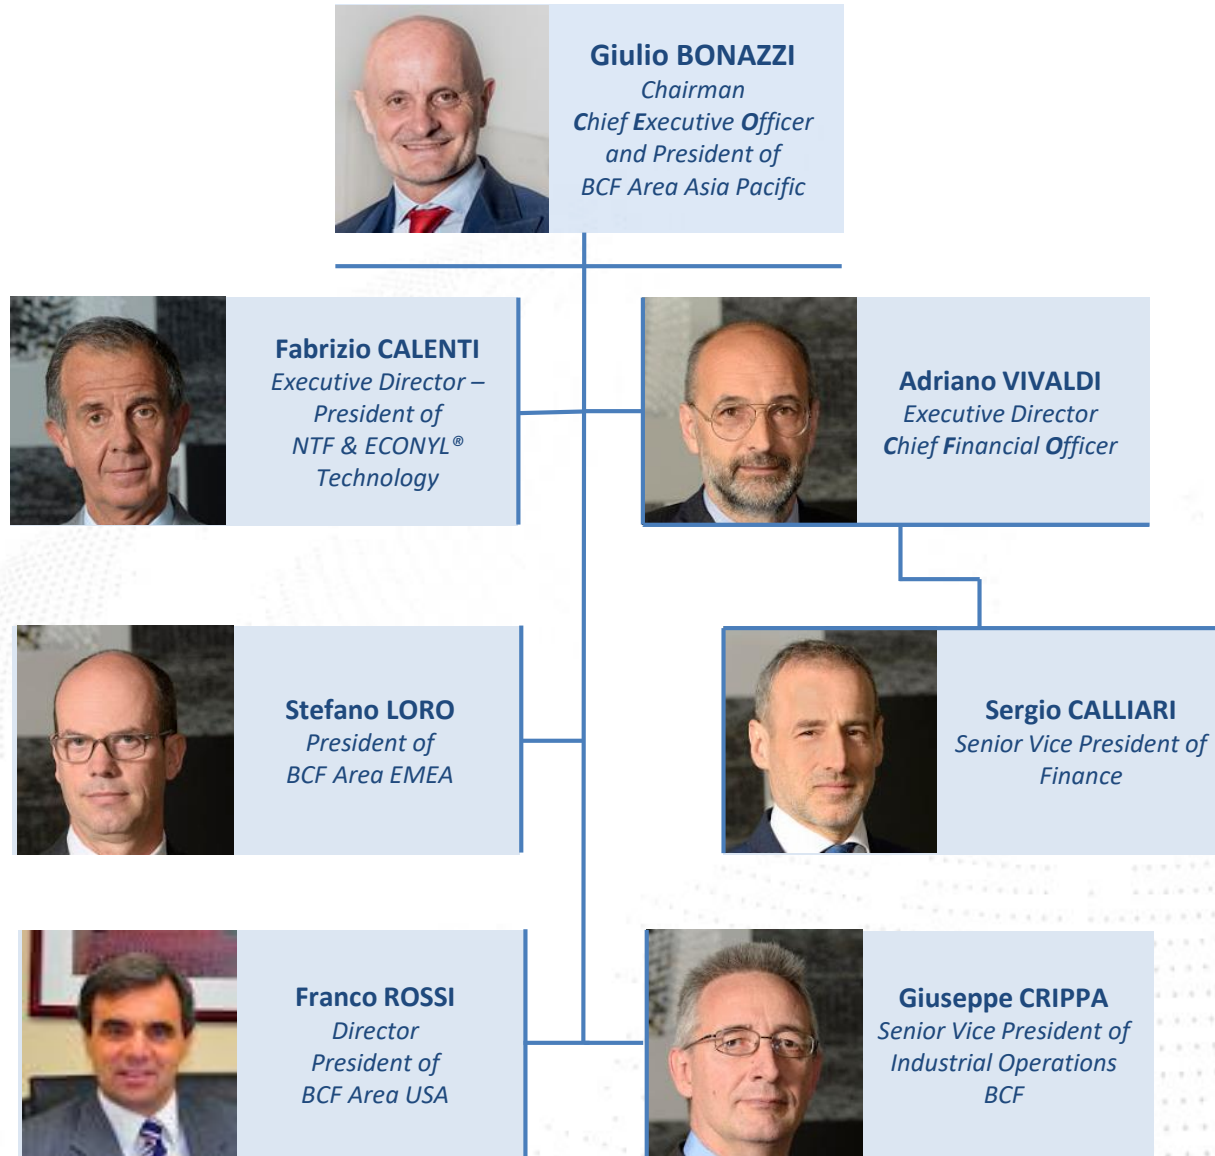 Giulio BONAZZI
Chairman
Chief Executive Officer
and President of
BCF Area Asia Pacific
Fabrizio CALENTI
Executive Director –
President of
NTF & ECONYL®
Technology
Adriano VIVALDI
Executive Director
Chief Financial Officer
Stefano LORO
President of
BCF Area EMEA
Sergio CALLIARI
Senior Vice President of
Finance
Franco ROSSI
Director
President of
BCF Area USA
Giuseppe CRIPPA
Senior Vice President of
Industrial Operations
BCF